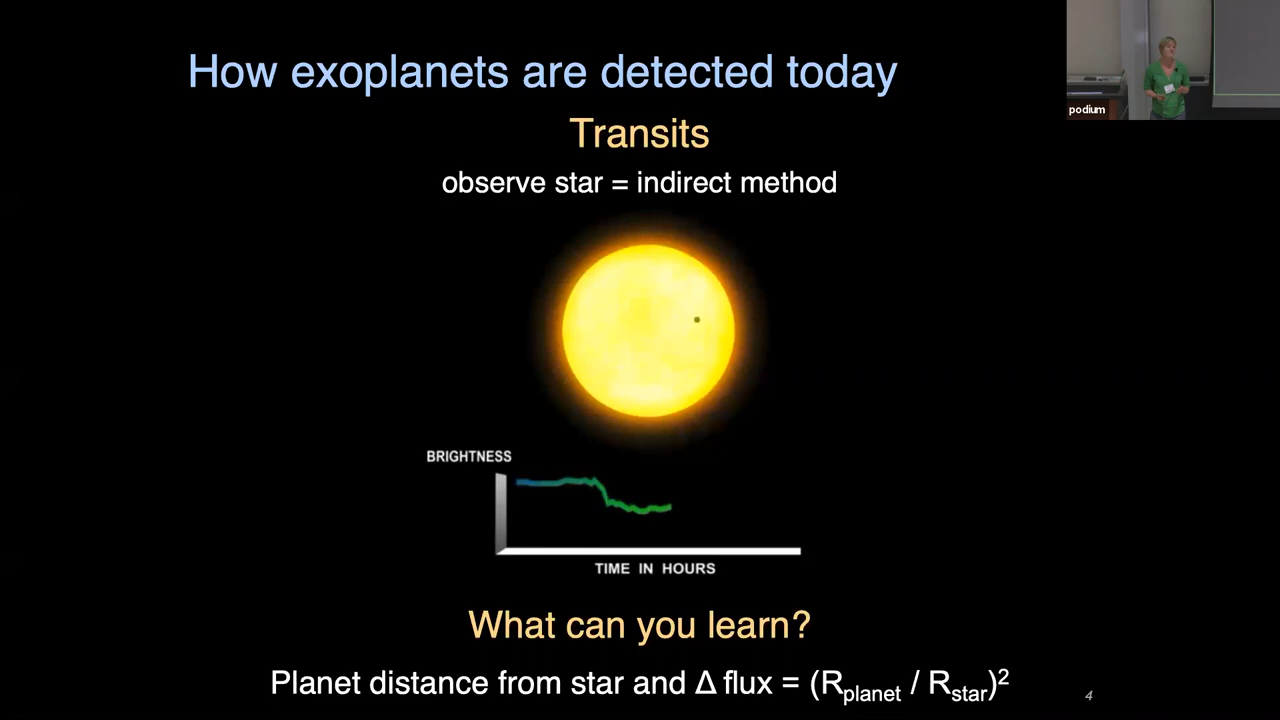 How exoplanets are detected today
podium
Transits
observe star = indirect method
BRIGHTNESS
TIME IN HOURS
What can you learn?
Planet distance from star and Δ flux = (Rplanet / Rstar)²
4